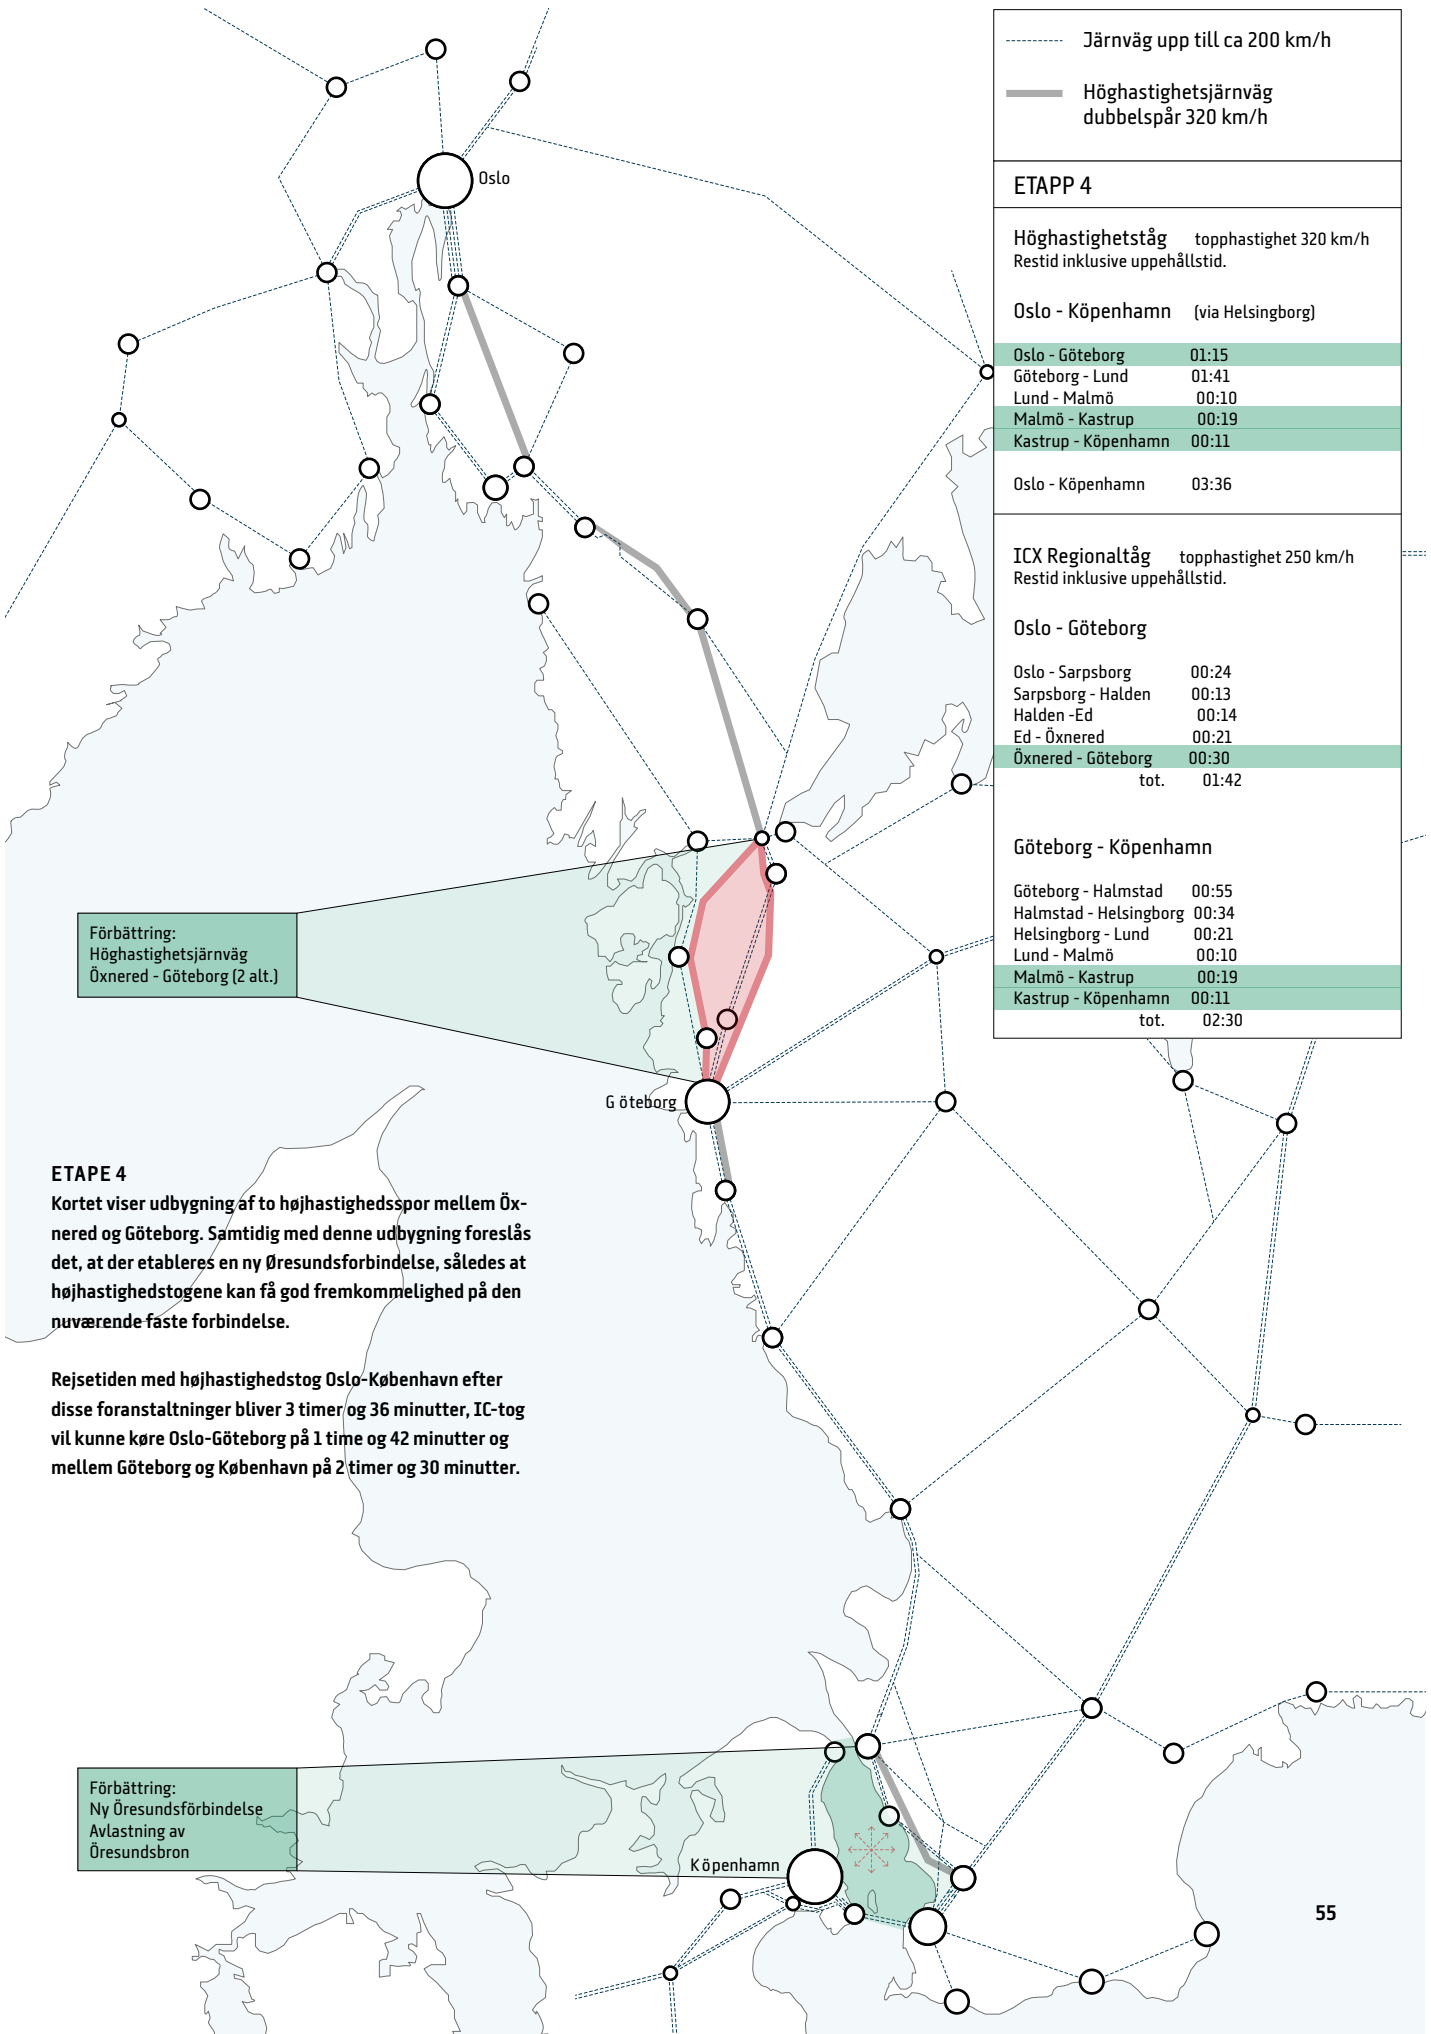 Järnväg upp till ca 200 km/h
Höghastighetsjärnväg
dubbelspår 320 km/h
ETAPP 4
Höghastighetståg topphastighet 320 km/h
Restid inklusive uppehållstid.
Oslo - Köpenhamn (via Helsingborg)
Oslo - Göteborg 01:15
Göteborg - Lund 01:41
Lund - Malmö 00:10
Malmö - Kastrup 00:19
Kastrup - Köpenhamn 00:11
Oslo - Köpenhamn 03:36
ICX Regionaltåg topphastighet 250 km/h
Restid inklusive uppehållstid.
Oslo - Göteborg
Oslo - Sarpsborg 00:24
Sarpsborg - Halden 00:13
Halden -Ed 00:14
Ed - Öxnered 00:21
Öxnered - Göteborg 00:30
tot. 01:42
Göteborg - Köpenhamn
Göteborg - Halmstad 00:55
Halmstad - Helsingborg 00:34
Helsingborg - Lund 00:21
Lund - Malmö 00:10
Malmö - Kastrup 00:19
Kastrup - Köpenhamn 00:11
tot. 02:30
Oslo
Förbättring:
Höghastighetsjärnväg
Öxnered - Göteborg (2 alt.)
G öteborg
ETAPE 4
Kortet viser udbygning af to højhastighedsspor mellem Öx-
nered og Göteborg. Samtidig med denne udbygning foreslås
det, at der etableres en ny Øresundsforbindelse, således at
højhastighedstogene kan få god fremkommelighed på den
nuværende faste forbindelse.
Rejsetiden med højhastighedstog Oslo-København efter
disse foranstaltninger bliver 3 timer og 36 minutter, IC-tog
vil kunne køre Oslo-Göteborg på 1 time og 42 minutter og
mellem Göteborg og København på 2 timer og 30 minutter.
Förbättring:
Ny Öresundsförbindelse
Avlastning av
Öresundsbron
K öpenhamn
55